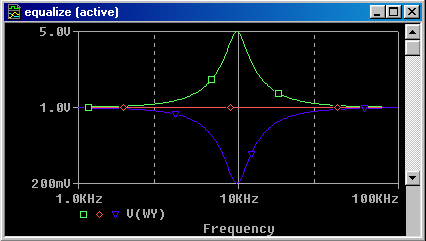 equalize (active)
5.0V
1.0V
200mV
1.0KHz 10KHz 100KHz
V(WY)
Frequency